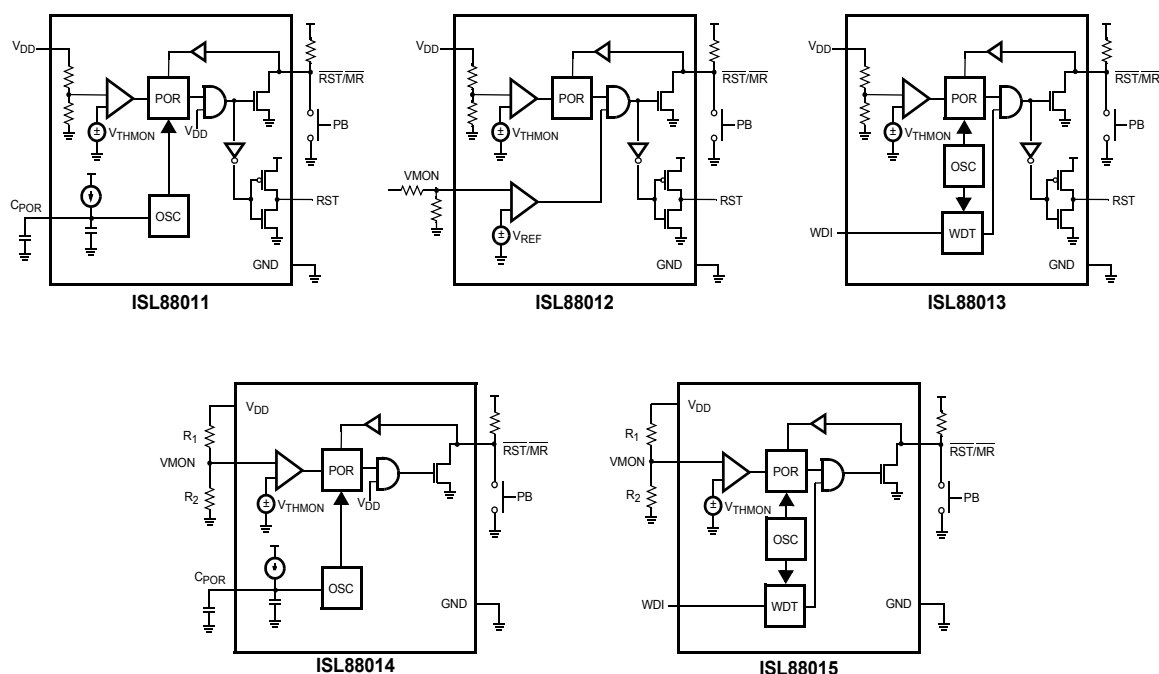 VDD
RST/MR
POR
VDD
VTHMON
PB
CPOR
OSC
RST
GND
ISL88011
VDD
RST/MR
POR
VTHMON
PB
VMON
RST
VREF
GND
ISL88012
VDD
RST/MR
POR
VTHMON
PB
OSC
RST
WDI
WDT
GND
ISL88013
VDD
R1
RST/MR
VMON
POR
R2
VDD
VTHMON
PB
CPOR
OSC
GND
ISL88014
VDD
R1
RST/MR
VMON
POR
R2
VTHMON
PB
OSC
WDI
WDT
GND
ISL88015